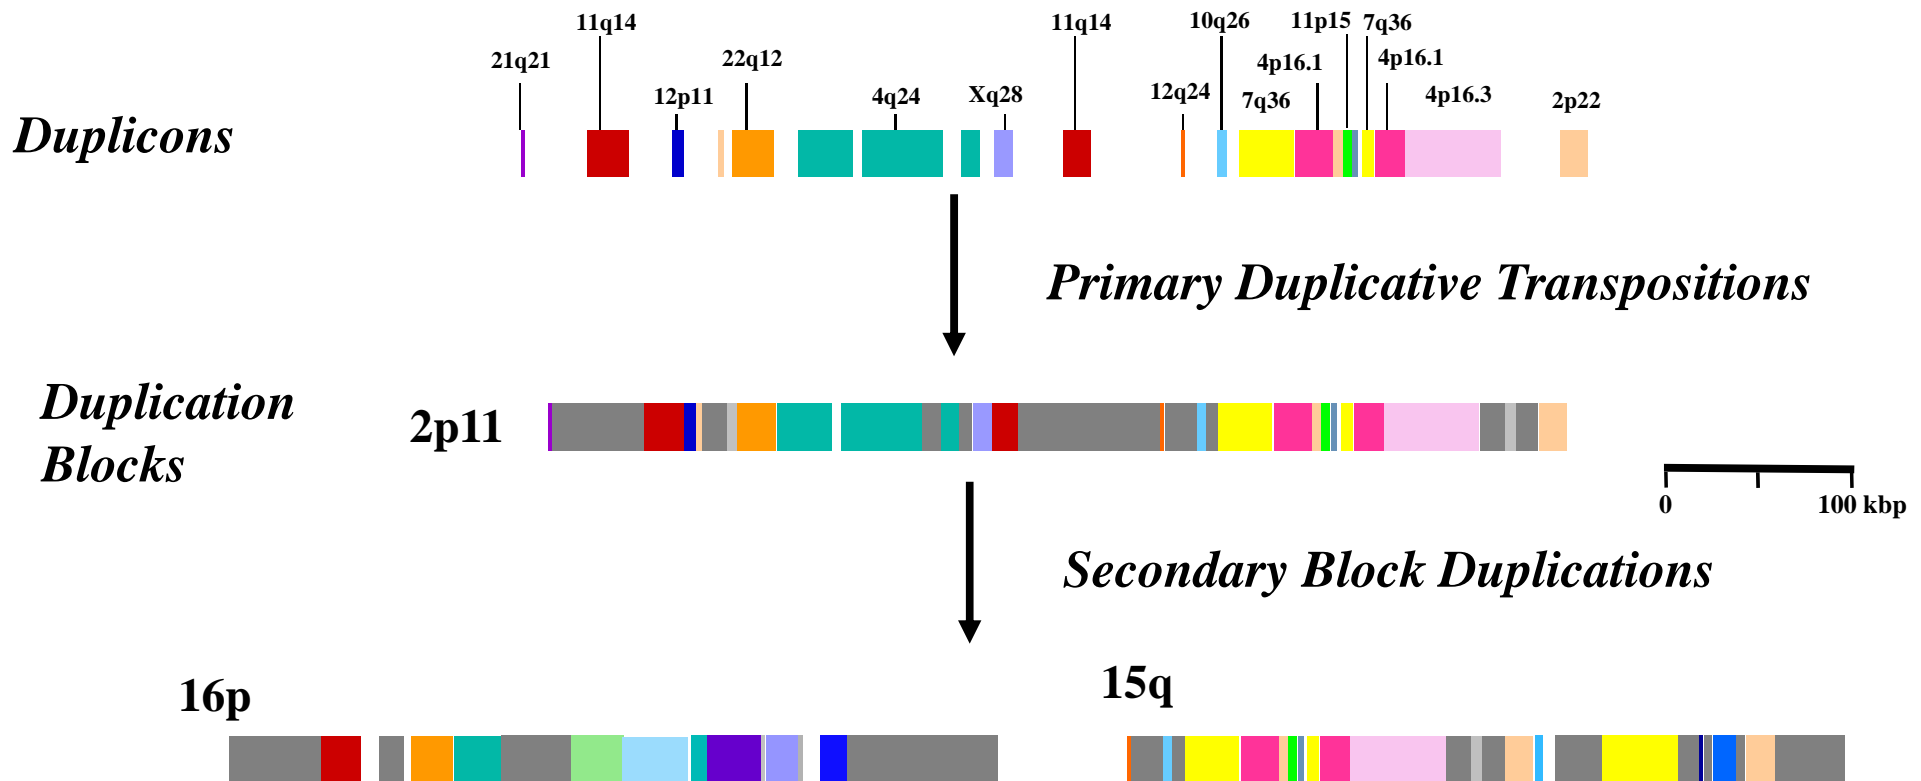 11q14 11q14 10q26 11p15 7q36
21q21 22q12 4p16.1 4p16.1
12p11 4q24 Xq28 12q24 7q36 4p16.3 2p22
Duplicons
Primary Duplicative Transpositions
Duplication
Blocks
2p11
0 100 kbp
Secondary Block Duplications
16p 15q